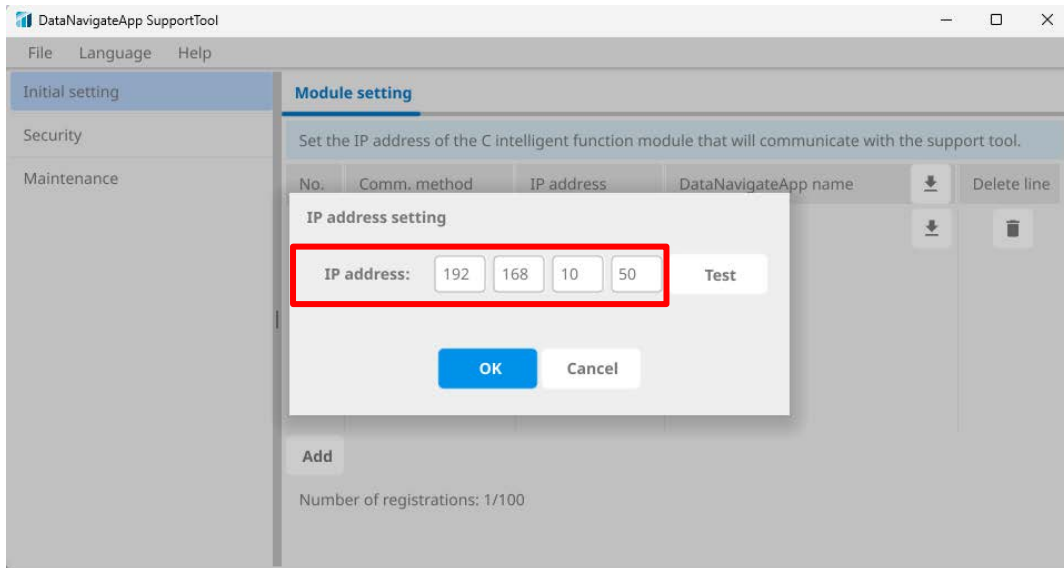 DataNavigateApp SupportTool
File Language Help
Initial setting
Security
Maintenance
Module setting
Set the IP address of the C intelligent function module that will communicate with the support tool.
No. Comm. method IP address DataNavigateApp name Delete line
IP address setting
IP address: 192 168 10 50 Test
OK Cancel
Add
Number of registrations: 1/100